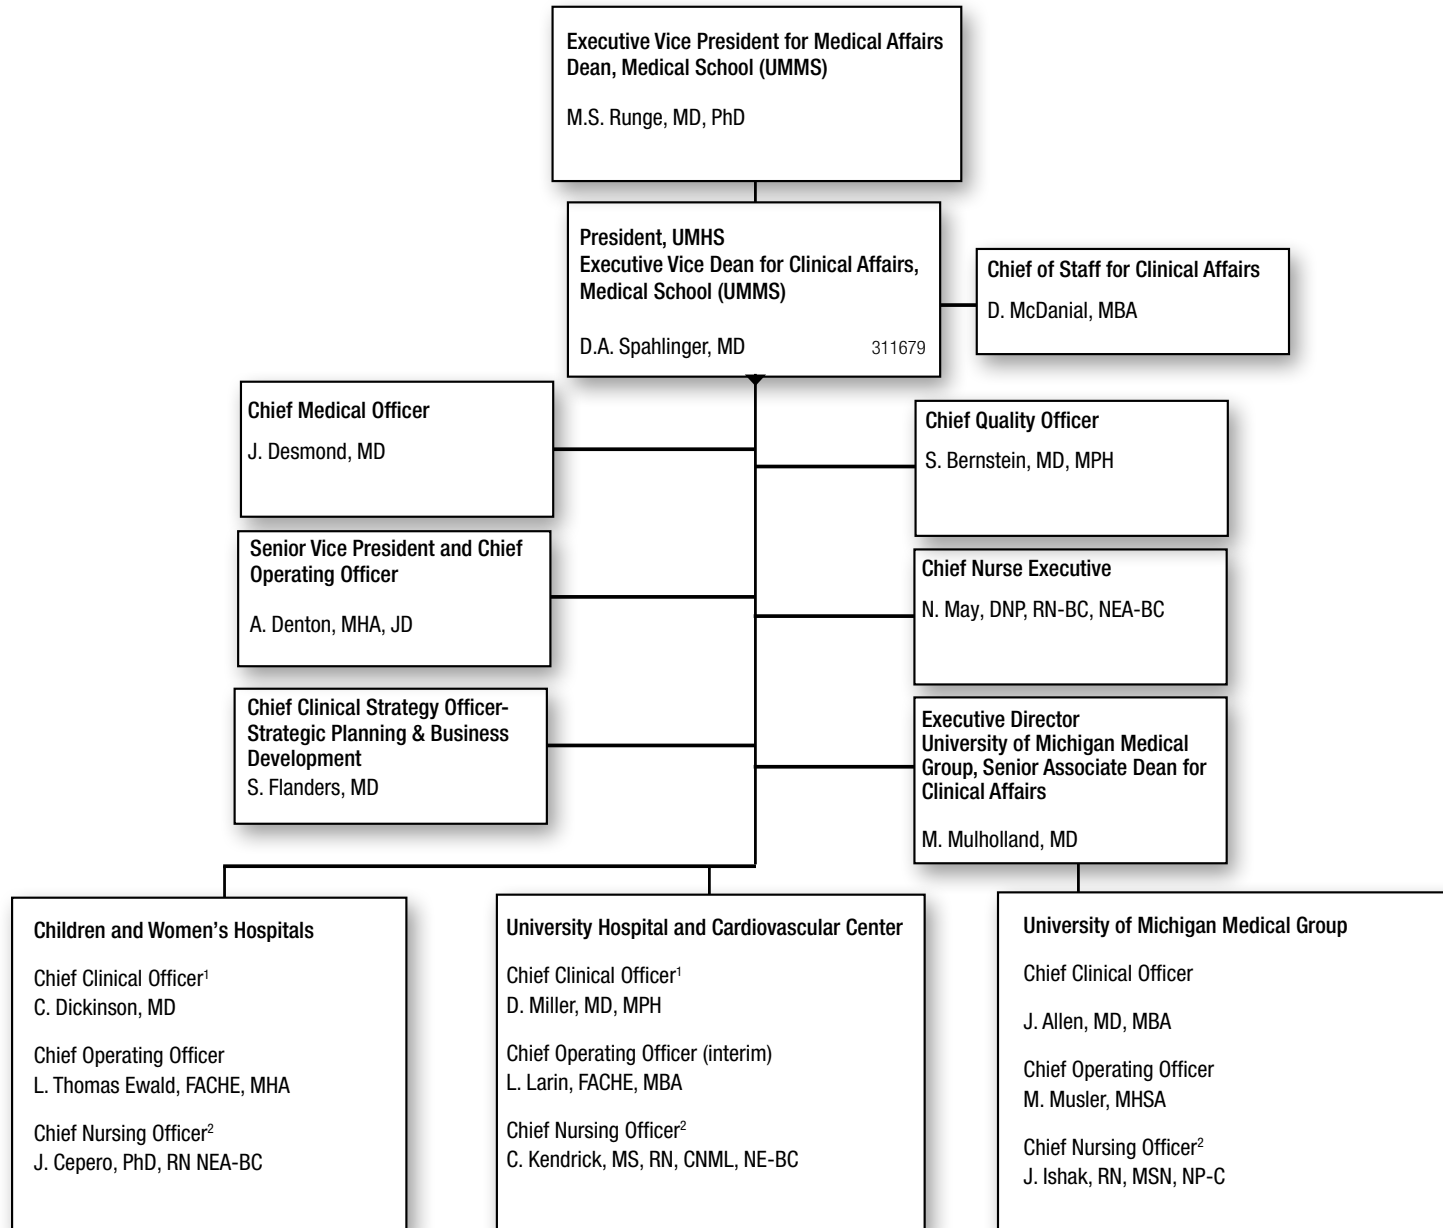 Executive Vice President for Medical Affairs
Dean, Medical School (UMMS)
M.S. Runge, MD, PhD
President, UMHS
Executive Vice Dean for Clinical Affairs,
Medical School (UMMS)
D.A. Spahlinger, MD 311679
Chief of Staff for Clinical Affairs
D. McDanial, MBA
Chief Medical Officer
J. Desmond, MD
Chief Quality Officer
S. Bernstein, MD, MPH
Senior Vice President and Chief
Operating Officer
A. Denton, MHA, JD
Chief Nurse Executive
N. May, DNP, RN-BC, NEA-BC
Chief Clinical Strategy Officer-
Strategic Planning & Business
Development
S. Flanders, MD
Executive Director
University of Michigan Medical
Group, Senior Associate Dean for
Clinical Affairs
M. Mulholland, MD
Children and Women’s Hospitals
Chief Clinical Officer¹
C. Dickinson, MD
Chief Operating Officer
L. Thomas Ewald, FACHE, MHA
Chief Nursing Officer²
J. Cepero, PhD, RN NEA-BC
University Hospital and Cardiovascular Center
Chief Clinical Officer¹
D. Miller, MD, MPH
Chief Operating Officer (interim)
L. Larin, FACHE, MBA
Chief Nursing Officer²
C. Kendrick, MS, RN, CNML, NE-BC
University of Michigan Medical Group
Chief Clinical Officer
J. Allen, MD, MBA
Chief Operating Officer
M. Musler, MHSA
Chief Nursing Officer²
J. Ishak, RN, MSN, NP-C